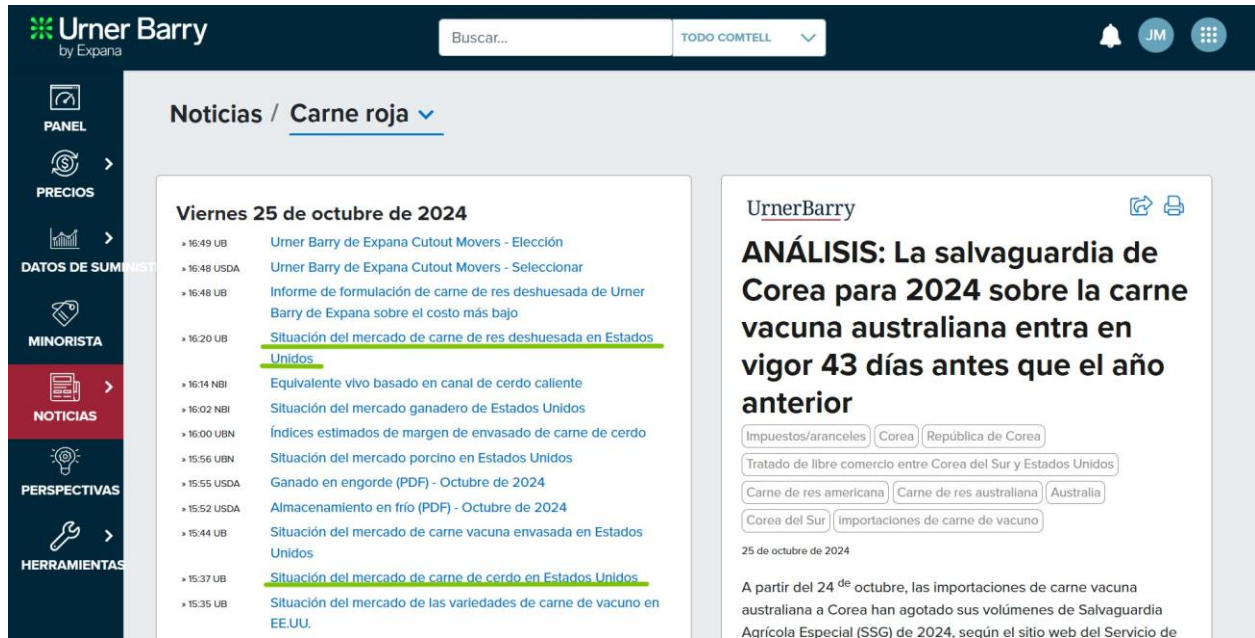 Urner Barry
by Expana
Buscar...
TODO COMTELL
JM
PANEL
PRECIOS
DATOS DE SUMINIST
MINORISTA
NOTICIAS
PERSPECTIVAS
HERRAMIENTAS
Noticias / Carne roja
Viernes 25 de octubre de 2024
» 16:49 UB Urner Barry de Expana Cutout Movers - Elección
» 16:48 USDA Urner Barry de Expana Cutout Movers - Seleccionar
» 16:48 UB Informe de formulación de carne de res deshuesada de Urner
Barry de Expana sobre el costo más bajo
» 16:20 UB Situación del mercado de carne de res deshuesada en Estados
Unidos
» 16:14 NBI Equivalente vivo basado en canal de cerdo caliente
» 16:02 NBI Situación del mercado ganadero de Estados Unidos
» 16:00 UBN Índices estimados de margen de envasado de carne de cerdo
» 15:56 UBN Situación del mercado porcino en Estados Unidos
» 15:55 USDA Ganado en engorde (PDF) - Octubre de 2024
» 15:52 USDA Almacenamiento en frío (PDF) - Octubre de 2024
» 15:44 UB Situación del mercado de carne vacuna envasada en Estados
Unidos
» 15:37 UB Situación del mercado de carne de cerdo en Estados Unidos
» 15:35 UB Situación del mercado de las variedades de carne de vacuno en
EE.UU.
UrnerBarry
ANÁLISIS: La salvaguardia de
Corea para 2024 sobre la carne
vacuna australiana entra en
vigor 43 días antes que el año
anterior
Impuestos/aranceles Corea República de Corea
Tratado de libre comercio entre Corea del Sur y Estados Unidos
Carne de res americana Carne de res australiana Australia
Corea del Sur importaciones de carne de vacuno
25 de octubre de 2024
A partir del 24 de octubre, las importaciones de carne vacuna
australiana a Corea han agotado sus volúmenes de Salvaguardia
Agrícola Especial (SSG) de 2024, según el sitio web del Servicio de